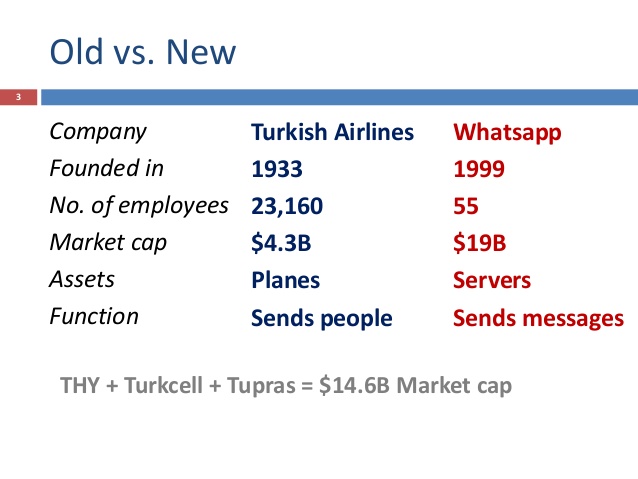 Old vs. New
3
Company Turkish Airlines Whatsapp
Founded in 1933 1999
No. of employees 23,160 55
Market cap $4.3B $19B
Assets Planes Servers
Function Sends people Sends messages
THY + Turkcell + Tupras = $14.6B Market cap